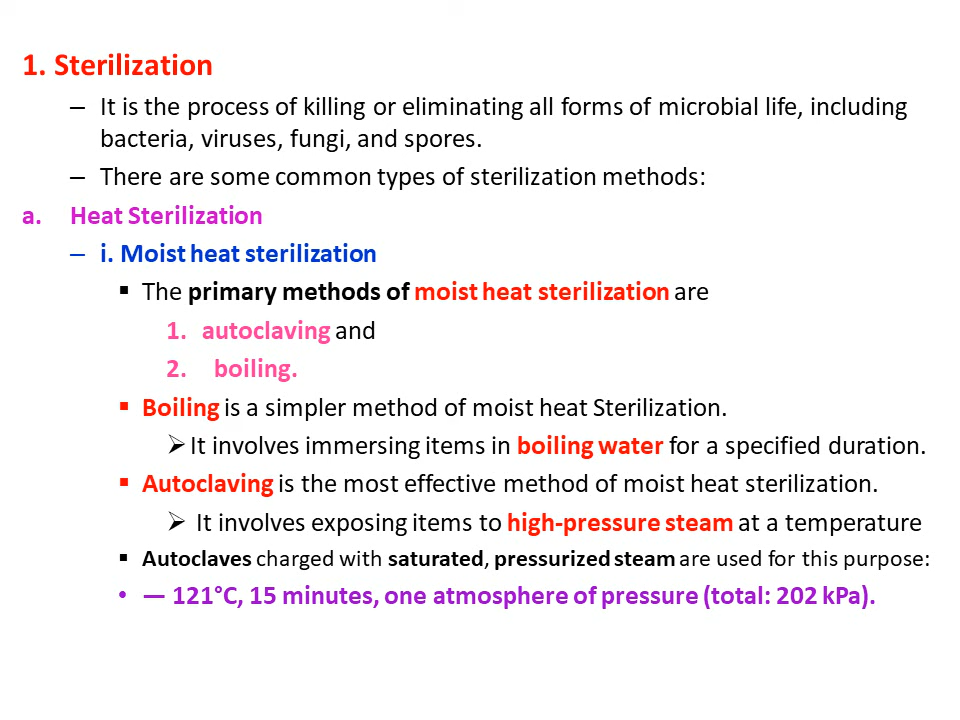 1. Sterilization
– It is the process of killing or eliminating all forms of microbial life, including
bacteria, viruses, fungi, and spores.
– There are some common types of sterilization methods:
a. Heat Sterilization
– i. Moist heat sterilization
▪ The primary methods of moist heat sterilization are
1. autoclaving and
2. boiling.
▪ Boiling is a simpler method of moist heat Sterilization.
➢ It involves immersing items in boiling water for a specified duration.
▪ Autoclaving is the most effective method of moist heat sterilization.
➢ It involves exposing items to high-pressure steam at a temperature
▪ Autoclaves charged with saturated, pressurized steam are used for this purpose:
• — 121°C, 15 minutes, one atmosphere of pressure (total: 202 kPa).